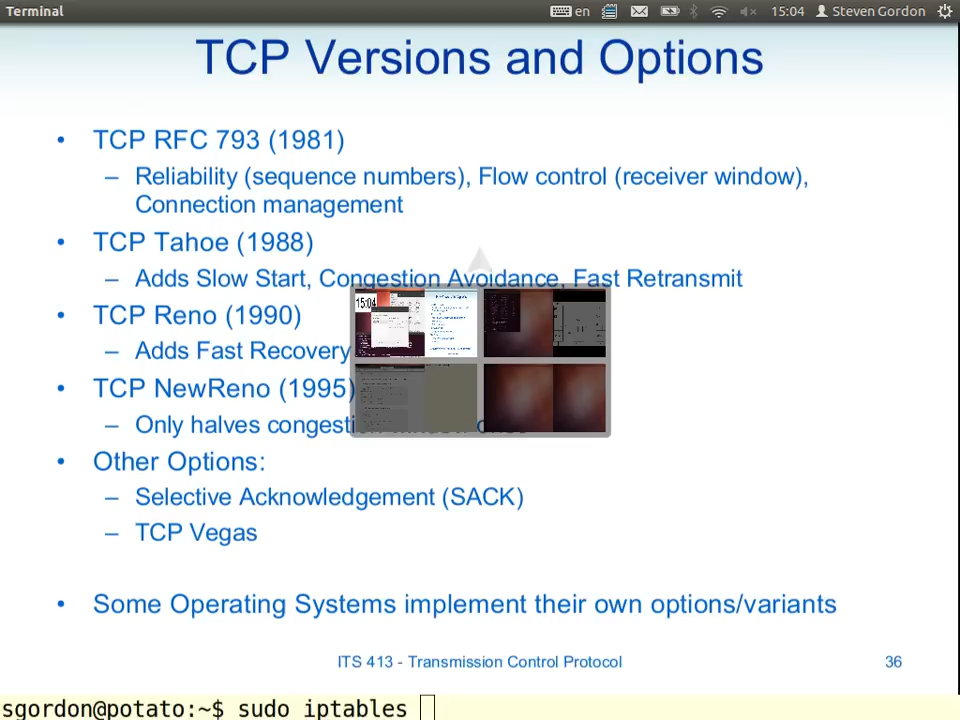 Terminal
en
15:04
Steven Gordon
TCP Versions and Options
• TCP RFC 793 (1981)
– Reliability (sequence numbers), Flow control (receiver window),
Connection management
• TCP Tahoe (1988)
– Adds Slow Start, Congestion Avoidance, Fast Retransmit
15:04
• TCP Reno (1990)
– Adds Fast Recovery
• TCP NewReno (1995)
– Only halves
• Other Options:
– Selective Acknowledgement (SACK)
– TCP Vegas
• Some Operating Systems implement their own options/variants
ITS 413 - Transmission Control Protocol
36
sgordon@potato:~$ sudo iptables